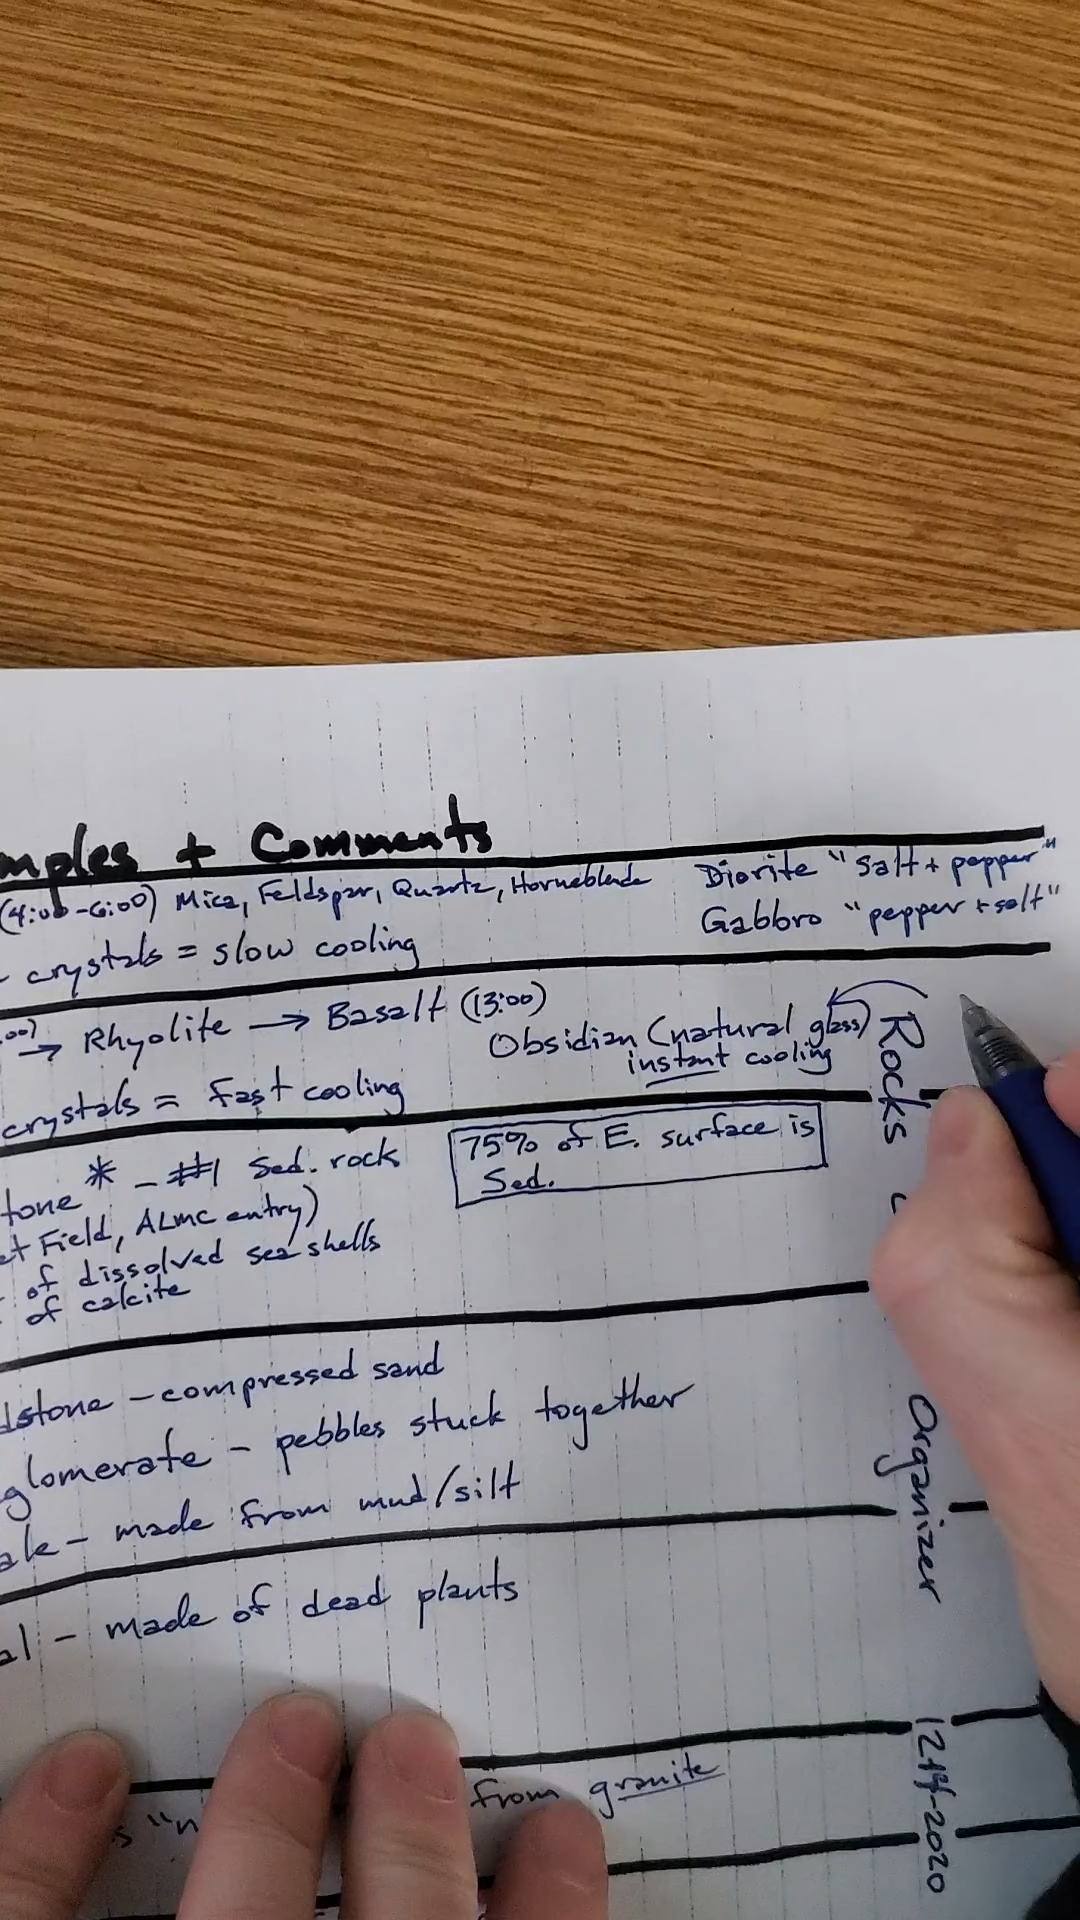 mples + Comments
(4:00-6:00) Mica, Feldspar, Quartz, Horneblende
Diorite "salt + pepper"
Gabbro "pepper + salt"
crystals = slow cooling
→ Rhyolite → Basalt (13:00)
Obsidian (natural glass)
instant cooling
crystals = fast cooling
tone * - #1 Sed. rock
et Field, ALMC entry)
of dissolved sea shells
of calcite
75% of E. surface is
Sed.
dstone - compressed sand
glomerate - pebbles stuck together
ale - made from mud/silt
al - made of dead plants
from granite
Rocks
Organizer